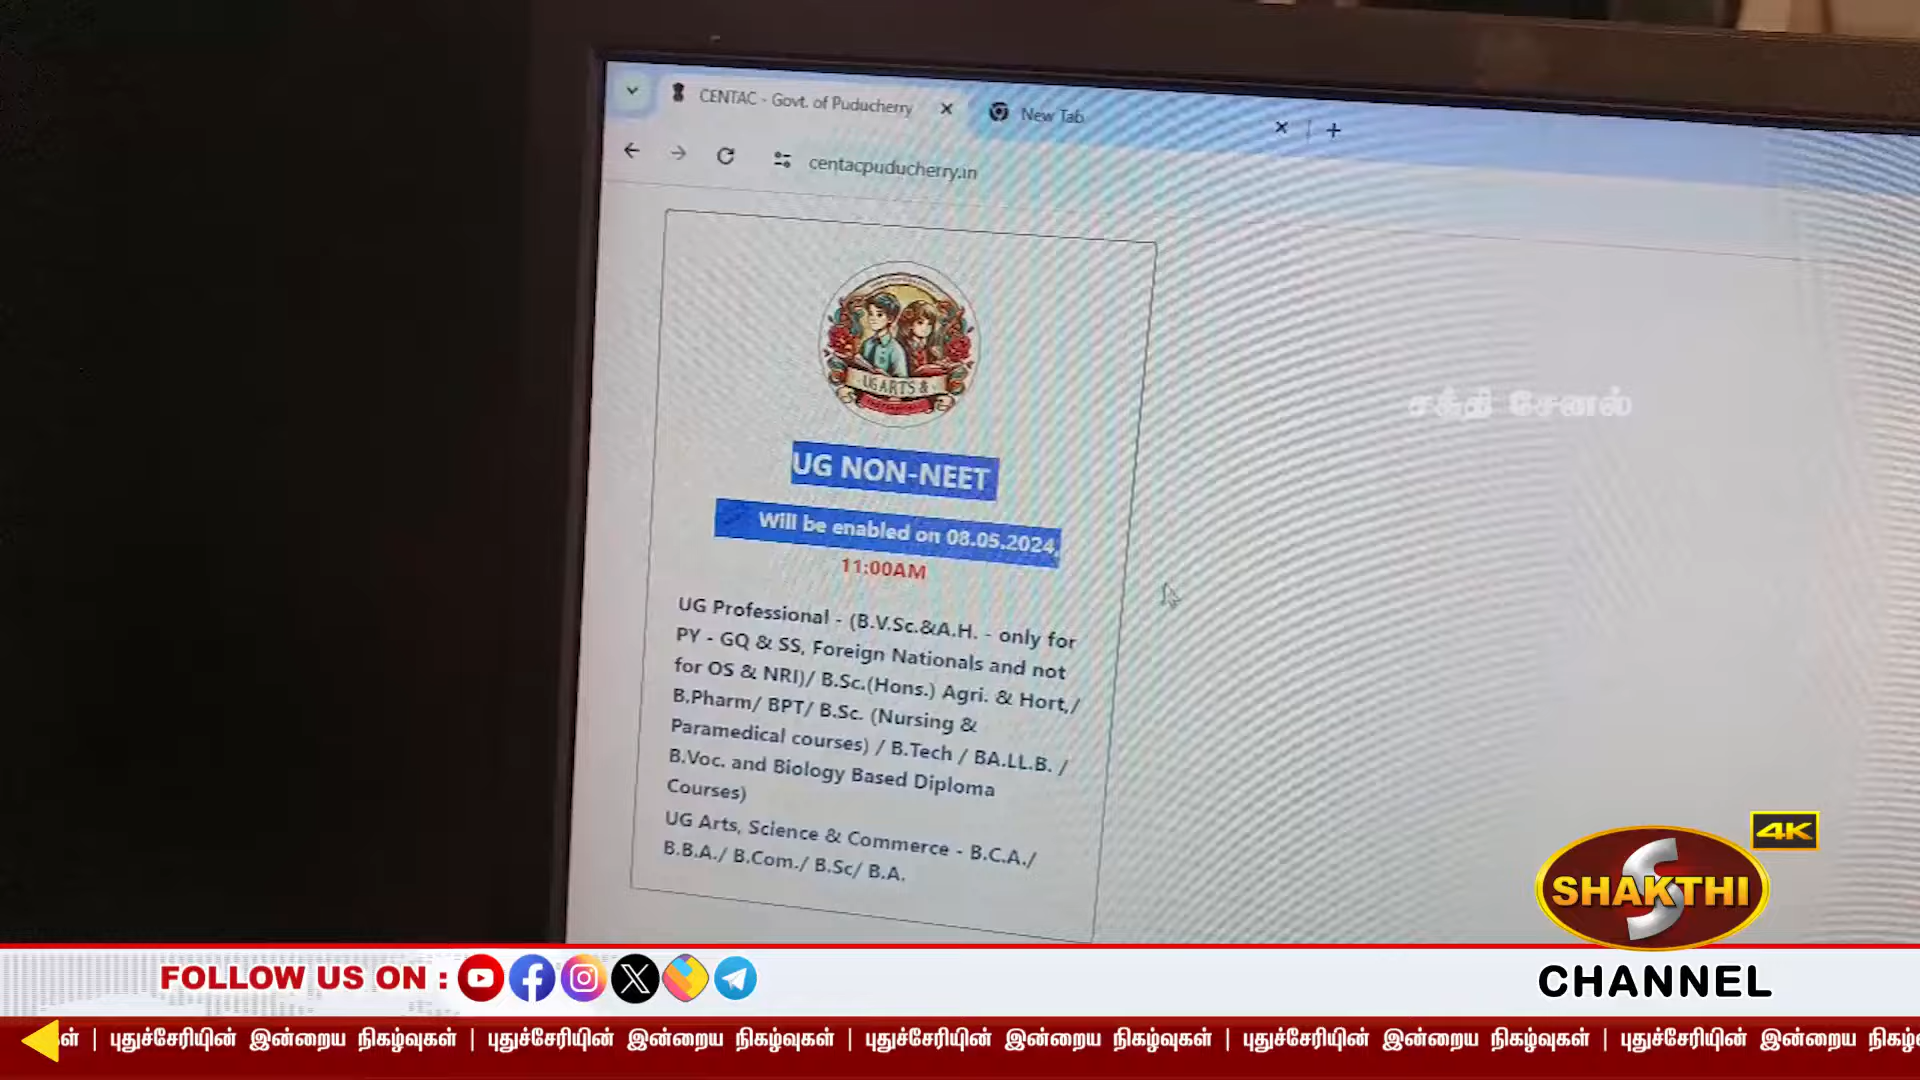 CENTAC - Govt. of Puducherry
New Tab
centacpuducherry.in
UG ARTS &
UG NON-NEET
Will be enabled on 08.05.2024,
11:00AM
UG Professional - (B.V.Sc.&A.H. - only for
PY - GQ & SS, Foreign Nationals and not
for OS & NRI)/ B.Sc.(Hons.) Agri. & Hort./
B.Pharm/ BPT/ B.Sc. (Nursing &
Paramedical courses) / B.Tech / BA.LL.B. /
B.Voc. and Biology Based Diploma
Courses)
UG Arts, Science & Commerce - B.C.A./
B.B.A./ B.Com./ B.Sc/ B.A.
சத்தி சேனல்
4K
SHAKTHI
CHANNEL
FOLLOW US ON :
கள் | புதுச்சேரியின் இன்றைய நிகழ்வுகள் | புதுச்சேரியின் இன்றைய நிகழ்வுகள் | புதுச்சேரியின் இன்றைய நிகழ்வுகள் | புதுச்சேரியின் இன்றைய நிகழ்வுகள் | புதுச்சேரியின் இன்றைய நிகழ்